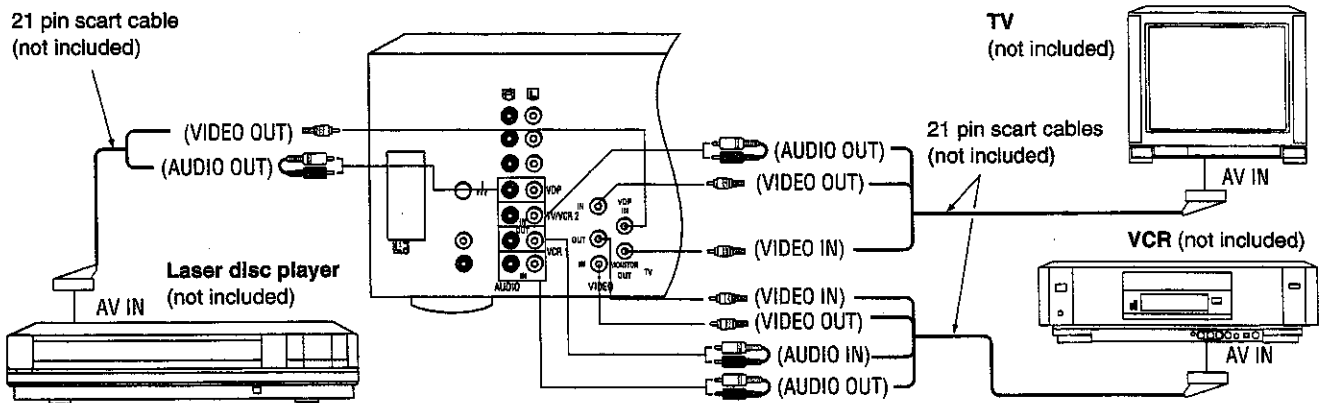 21 pin scart cable
(not included)
(VIDEO OUT)
(AUDIO OUT)
Laser disc player
(not included)
AV IN
VDP
TV/VCR 2
IN
OUT
VCR
IN
AUDIO
IN
VDP
IN
OUT
MONITOR
OUT
TV
IN
VIDEO
(AUDIO OUT)
(VIDEO OUT)
(VIDEO IN)
(VIDEO IN)
(VIDEO OUT)
(AUDIO IN)
(AUDIO OUT)
21 pin scart cables
(not included)
TV
(not included)
AV IN
VCR (not included)
AV IN